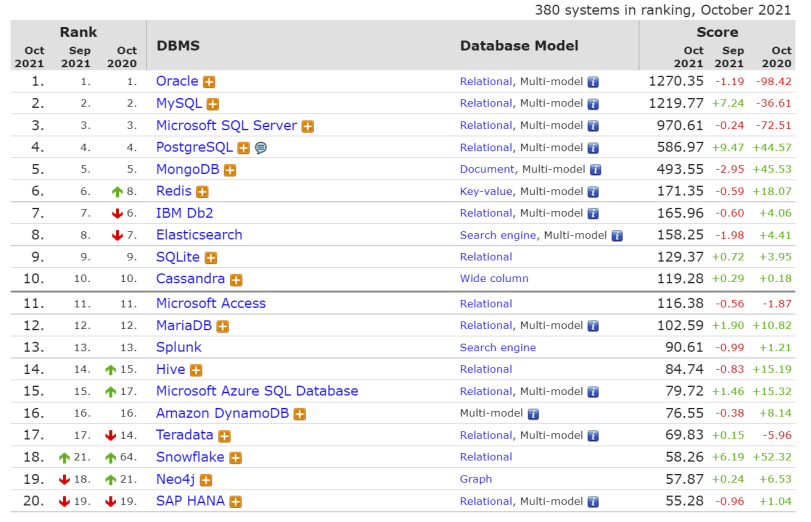 380 systems in ranking, October 2021
Rank DBMS Database Model Score
Oct 2021 Sep 2021 Oct 2020 Oct 2021 Sep 2021 Oct 2020
1. 1. 1. Oracle Relational, Multi-model 1270.35 -1.19 -98.42
2. 2. 2. MySQL Relational, Multi-model 1219.77 +7.24 -36.61
3. 3. 3. Microsoft SQL Server Relational, Multi-model 970.61 -0.24 -72.51
4. 4. 4. PostgreSQL Relational, Multi-model 586.97 +9.47 +44.57
5. 5. 5. MongoDB Document, Multi-model 493.55 -2.95 +45.53
6. 6. 8. Redis Key-value, Multi-model 171.35 -0.59 +18.07
7. 7. 6. IBM Db2 Relational, Multi-model 165.96 -0.60 +4.06
8. 8. 7. Elasticsearch Search engine, Multi-model 158.25 -1.98 +4.41
9. 9. 9. SQLite Relational 129.37 +0.72 +3.95
10. 10. 10. Cassandra Wide column 119.28 +0.29 +0.18
11. 11. 11. Microsoft Access Relational 116.38 -0.56 -1.87
12. 12. 12. MariaDB Relational, Multi-model 102.59 +1.90 +10.82
13. 13. 13. Splunk Search engine 90.61 -0.99 +1.21
14. 14. 15. Hive Relational 84.74 -0.83 +15.19
15. 15. 17. Microsoft Azure SQL Database Relational, Multi-model 79.72 +1.46 +15.32
16. 16. 16. Amazon DynamoDB Multi-model 76.55 -0.38 +8.14
17. 17. 14. Teradata Relational, Multi-model 69.83 +0.15 -5.96
18. 21. 64. Snowflake Relational 58.26 +6.19 +52.32
19. 18. 21. Neo4j Graph 57.87 +0.24 +6.53
20. 19. 19. SAP HANA Relational, Multi-model 55.28 -0.96 +1.04